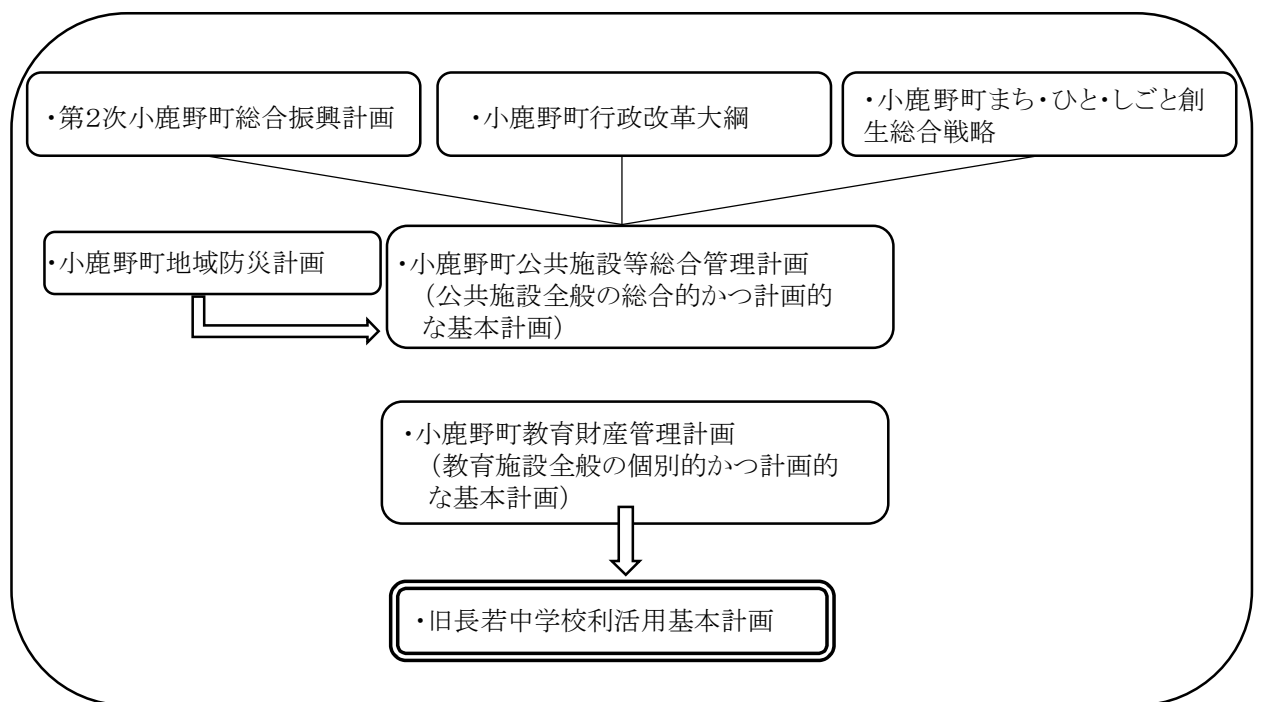 ・第2次小鹿野町総合振興計画
・小鹿野町行政改革大綱
・小鹿野町まち・ひと・しごと創
生総合戦略
・小鹿野町地域防災計画
・小鹿野町公共施設等総合管理計画
（公共施設全般の総合的かつ計画的
な基本計画）
・小鹿野町教育財産管理計画
（教育施設全般の個別的かつ計画的
な基本計画）
・旧長若中学校利活用基本計画